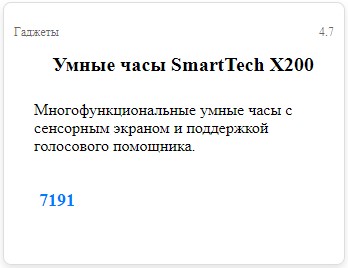 Гаджеты 4.7
Умные часы SmartTech X200
Многофункциональные умные часы с
сенсорным экраном и поддержкой
голосового помощника.
7191